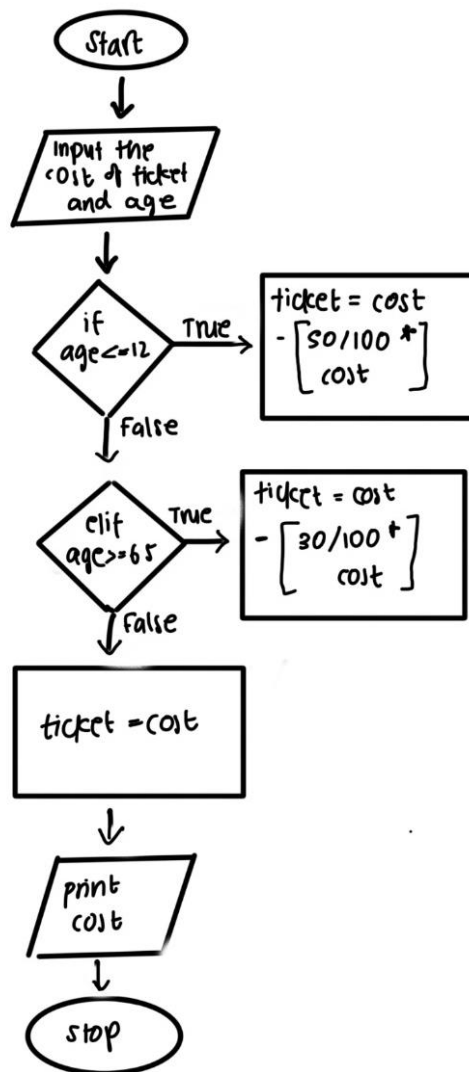 Start
Input the
cost of ticket
and age
if
age<=12
True
ticket = cost
- [50/100 *
cost]
False
elif
age>=65
True
ticket = cost
- [30/100 *
cost]
False
ticket = cost
print
cost
stop